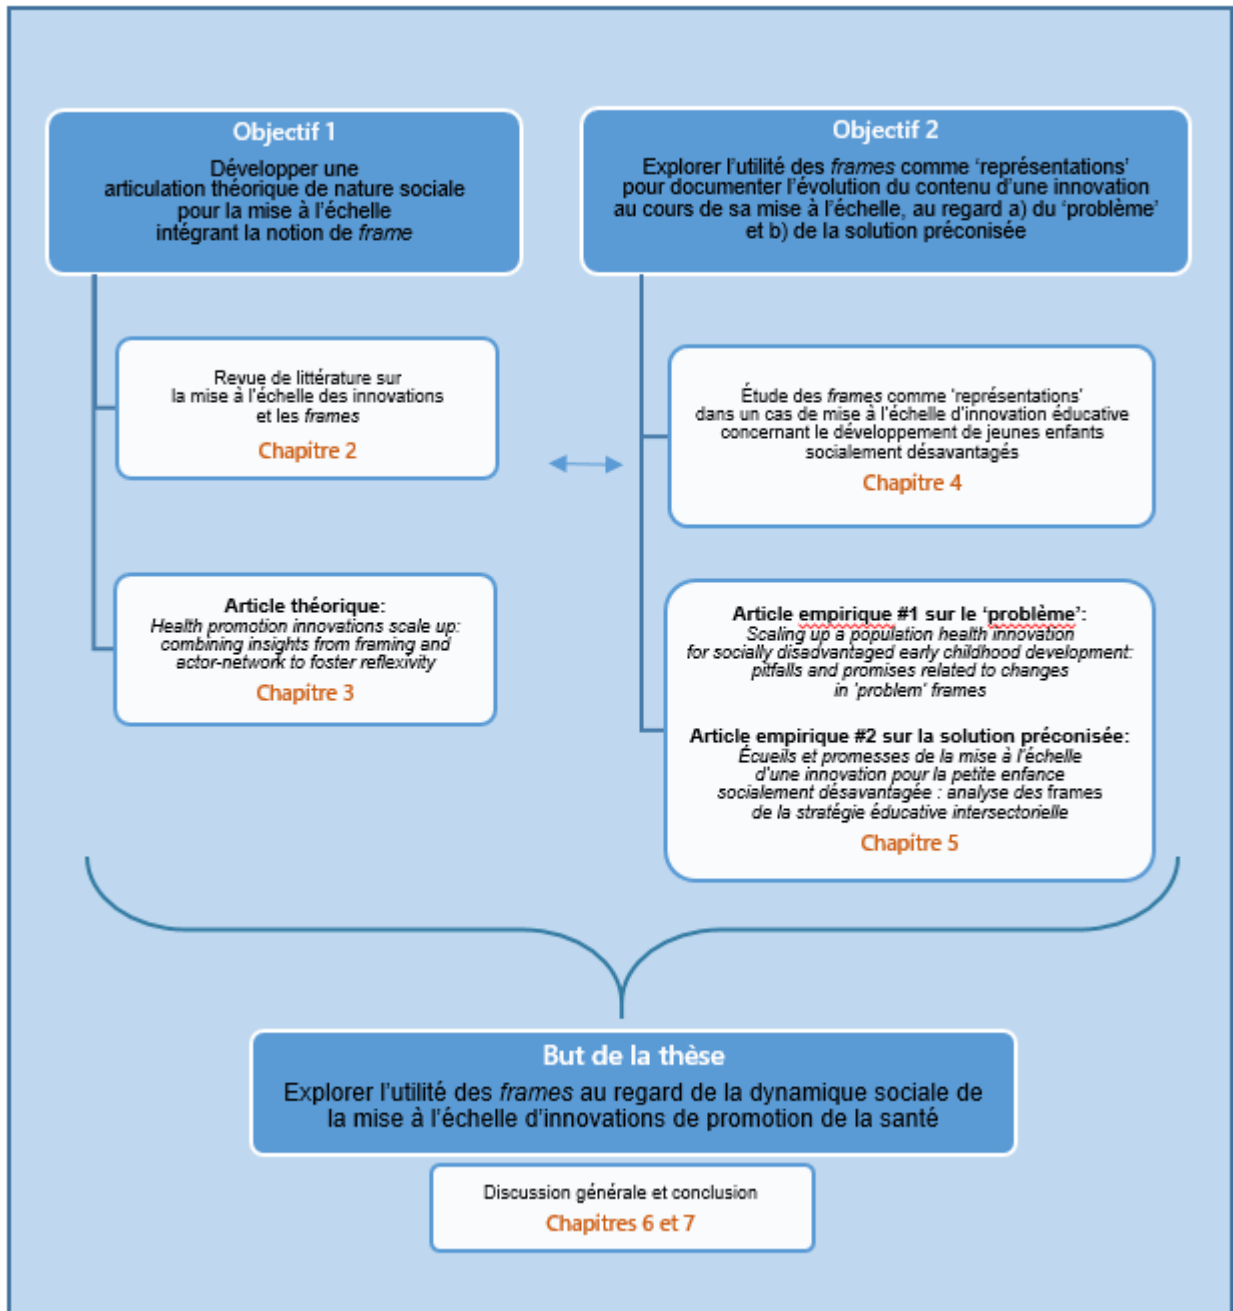 Objectif 1
Développer une
articulation théorique de nature sociale
pour la mise à l'échelle
intégrant la notion de frame
Objectif 2
Explorer l'utilité des frames comme 'représentations'
pour documenter l'évolution du contenu d'une innovation
au cours de sa mise à l'échelle, au regard a) du 'problème'
et b) de la solution préconisée
Revue de littérature sur
la mise à l'échelle des innovations
et les frames
Chapitre 2
Étude des frames comme 'représentations'
dans un cas de mise à l'échelle d'innovation éducative
concernant le développement de jeunes enfants
socialement désavantagés
Chapitre 4
Article théorique:
Health promotion innovations scale up:
combining insights from framing and
actor-network to foster reflexivity
Chapitre 3
Article empirique #1 sur le 'problème':
Scaling up a population health innovation
for socially disadvantaged early childhood development:
pitfalls and promises related to changes
in 'problem' frames
Article empirique #2 sur la solution préconisée:
Écueils et promesses de la mise à l'échelle
d'une innovation pour la petite enfance
socialement désavantagée : analyse des frames
de la stratégie éducative intersectorielle
Chapitre 5
But de la thèse
Explorer l'utilité des frames au regard de la dynamique sociale de
la mise à l'échelle d'innovations de promotion de la santé
Discussion générale et conclusion
Chapitres 6 et 7